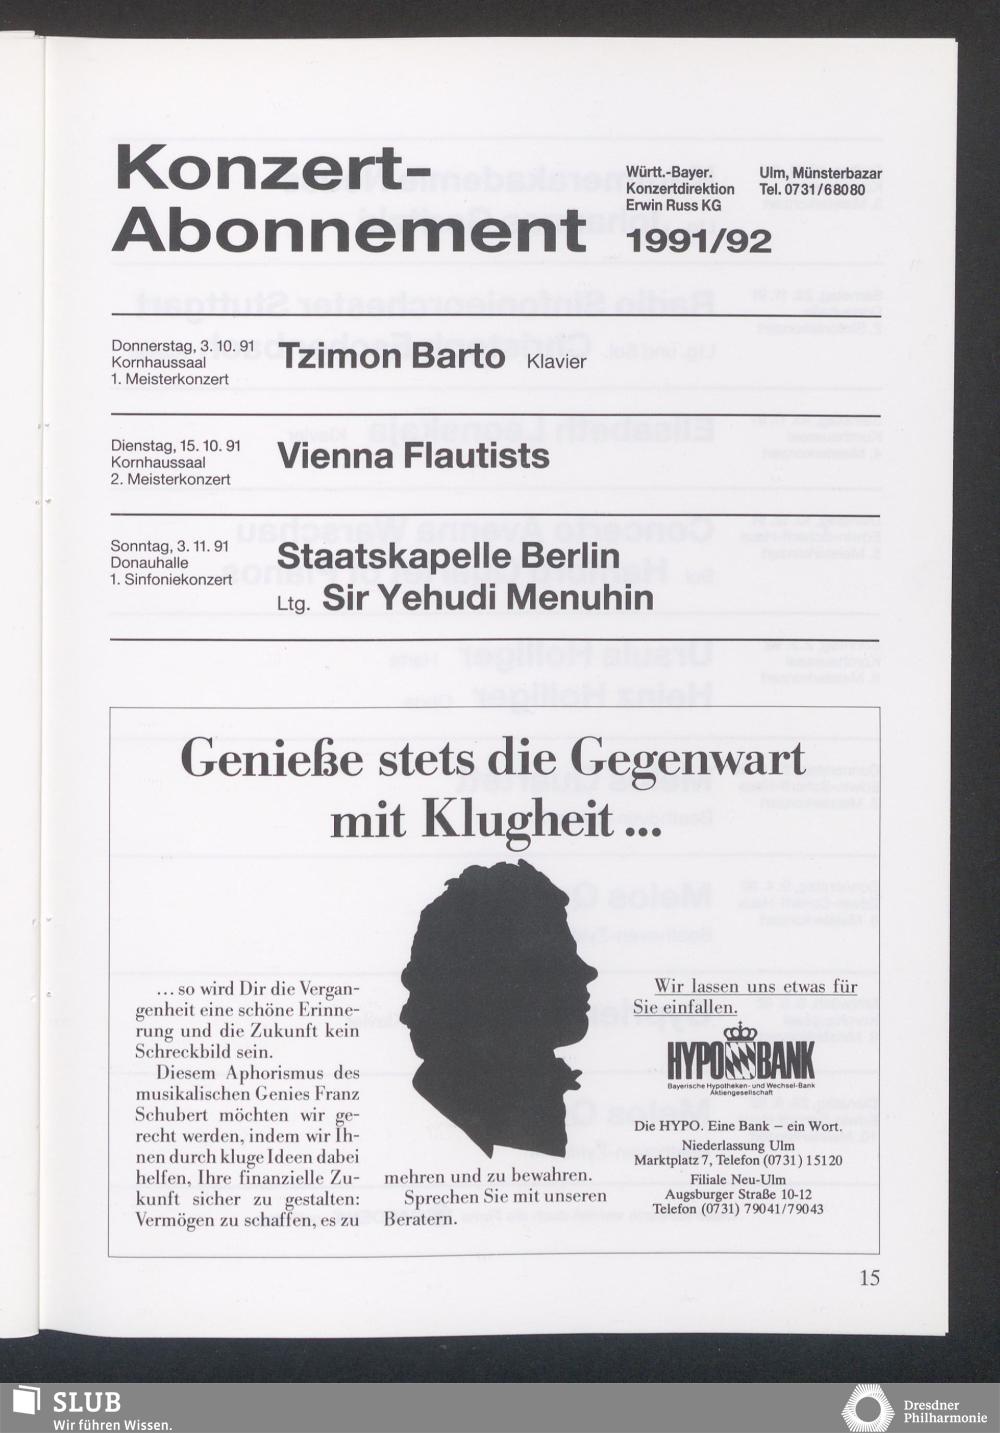 Konzert-
Abonnement
Württ.-Bayer.
Konzertdirektion
Erwin Russ KG
Ulm, Münsterbazar
Tel. 0731/68080
1991/92
Donnerstag, 3. 10. 91
Kornhaussaal
1. Meisterkonzert
Tzimon Barto Klavier
Dienstag, 15. 10. 91
Kornhaussaal
2. Meisterkonzert
Vienna Flautists
Sonntag, 3. 11. 91
Donauhalle
1. Sinfoniekonzert
Staatskapelle Berlin
Ltg. Sir Yehudi Menuhin
Genieße stets die Gegenwart
mit Klugheit ...
... so wird Dir die Vergan-
genheit eine schöne Erinne-
rung und die Zukunft kein
Schreckbild sein.
Diesem Aphorismus des
musikalischen Genies Franz
Schubert möchten wir ge-
recht werden, indem wir Ih-
nen durch kluge Ideen dabei
helfen, Ihre finanzielle Zu-
kunft sicher zu gestalten:
Vermögen zu schaffen, es zu
mehren und zu bewahren.
Sprechen Sie mit unseren
Beratern.
Wir lassen uns etwas für
Sie einfallen.
HYPO BANK
Bayerische Hypotheken- und Wechsel-Bank
Aktiengesellschaft
Die HYPO. Eine Bank – ein Wort.
Niederlassung Ulm
Marktplatz 7, Telefon (0731) 15120
Filiale Neu-Ulm
Augsburger Straße 10-12
Telefon (0731) 79041/79043
15
SLUB
Wir führen Wissen.
Dresdner
Philharmonie